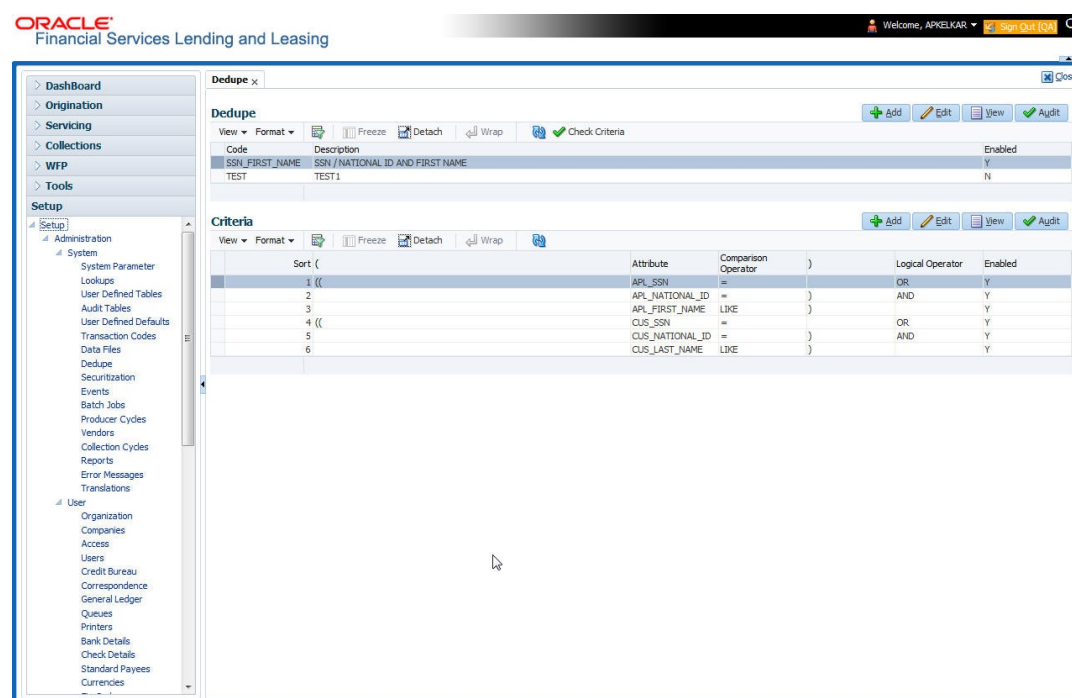 ORACLE
Financial Services Lending and Leasing
Welcome, APKELKAR
Sign Out [QA]
DashBoard
Origination
Servicing
Collections
WFP
Tools
Setup
Setup
Administration
System
System Parameter
Lookups
User Defined Tables
Audit Tables
User Defined Defaults
Transaction Codes
Data Files
Dedupe
Securitization
Events
Batch Jobs
Producer Cycles
Vendors
Collection Cycles
Reports
Error Messages
Translations
User
Organization
Companies
Access
Users
Credit Bureau
Correspondence
General Ledger
Queues
Printers
Bank Details
Check Details
Standard Payees
Currencies
Dedupe x
Clos
Dedupe
Add Edit View Audit
View Format Freeze Detach Wrap Check Criteria
Code Description Enabled
SSN_FIRST_NAME SSN / NATIONAL ID AND FIRST NAME Y
TEST TEST1 N
Criteria
Add Edit View Audit
View Format Freeze Detach Wrap
Sort ( Attribute Comparison Operator ) Logical Operator Enabled
1 (( APL_SSN = OR Y
2 APL_NATIONAL_ID = ) AND Y
3 APL_FIRST_NAME LIKE ) Y
4 (( CUS_SSN = OR Y
5 CUS_NATIONAL_ID = ) AND Y
6 CUS_LAST_NAME LIKE ) Y